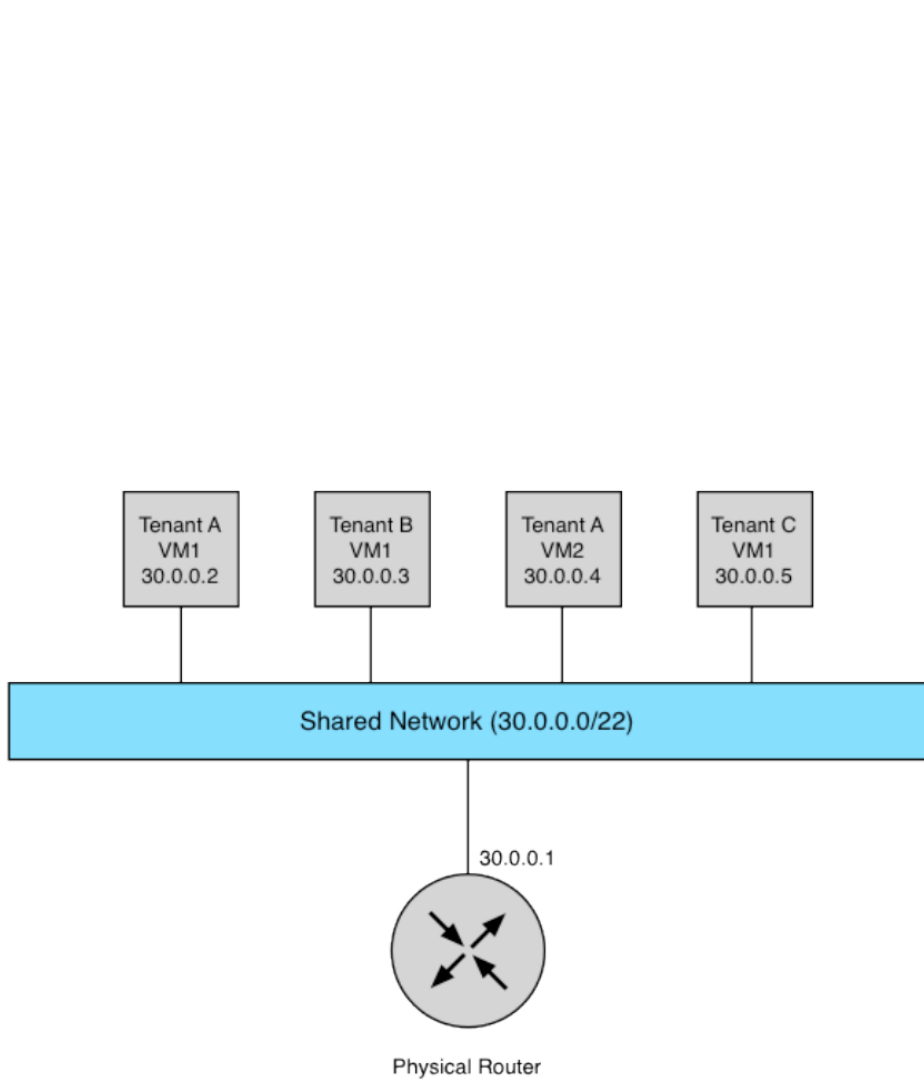 Tenant A
VM1
30.0.0.2
Tenant B
VM1
30.0.0.3
Tenant A
VM2
30.0.0.4
Tenant C
VM1
30.0.0.5
Shared Network (30.0.0.0/22)
30.0.0.1
Physical Router